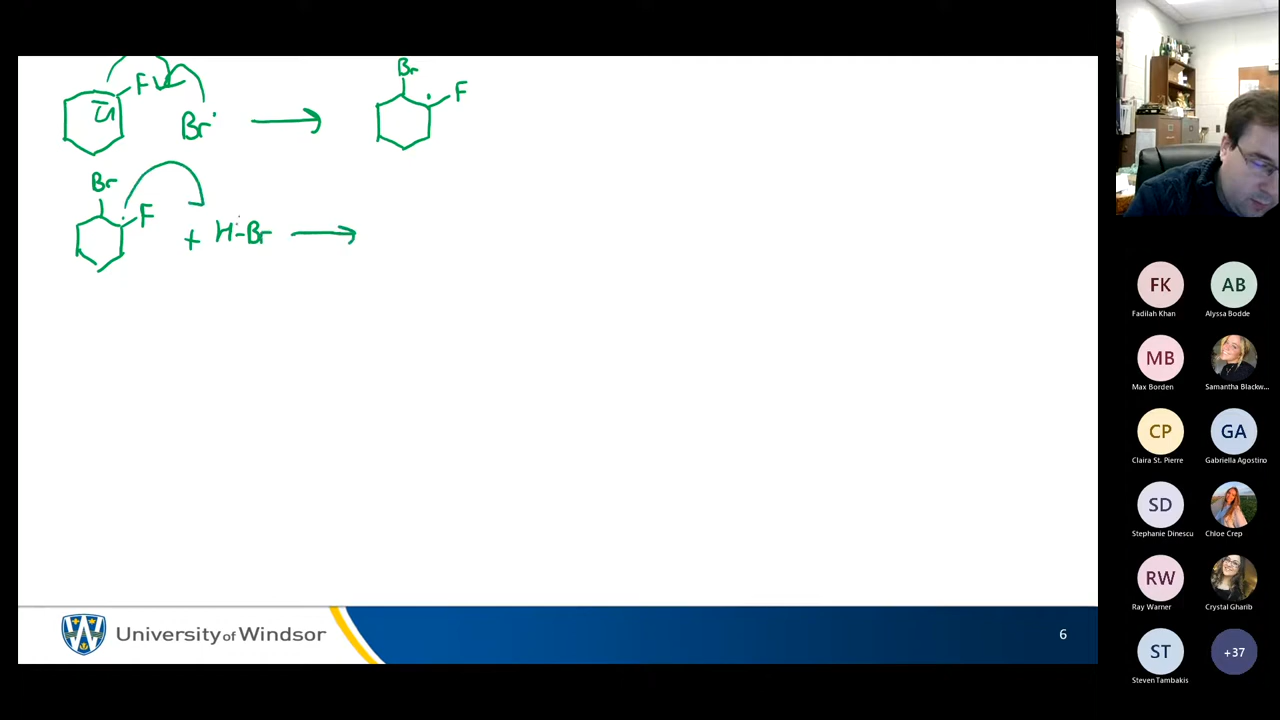 Br
F
F
Br
Br
F
+ H-Br
University of Windsor
6
FK
AB
Fadilah Khan
Alyssa Bodde
MB
Max Borden
Samantha Blackw...
CP
GA
Claira St. Pierre
Gabriella Agostino
SD
Stephanie Dinescu
Chloe Crep
RW
Ray Warner
Crystal Gharib
ST
+37
Steven Tambakis